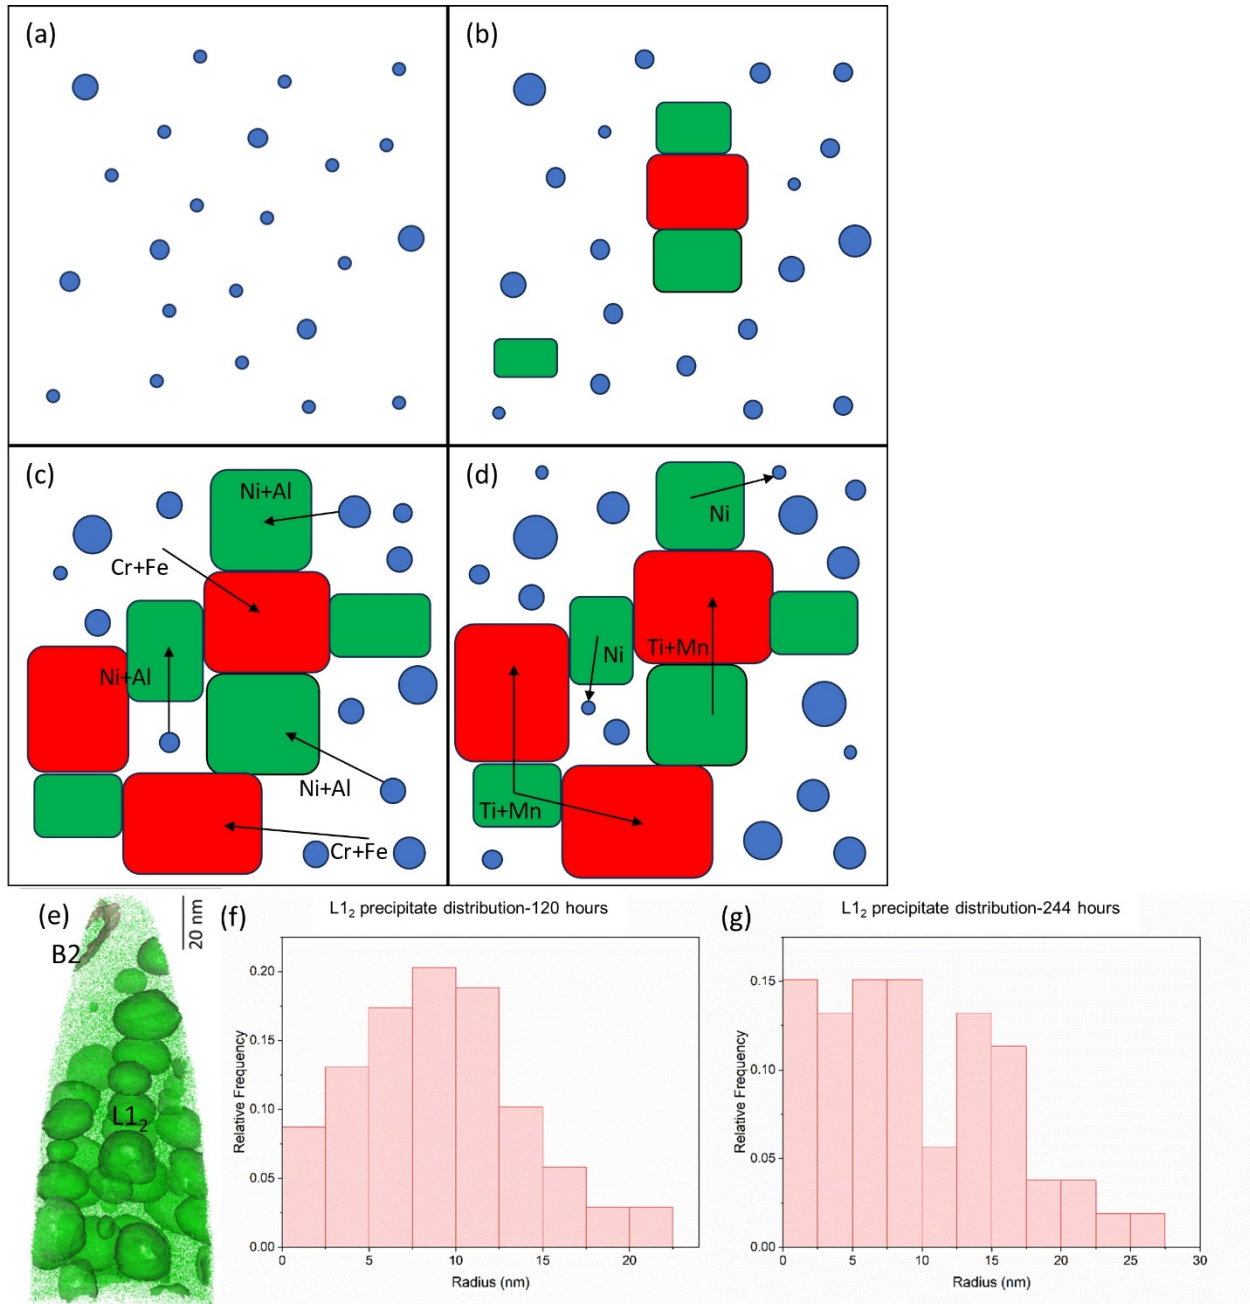 (a)
(b)
(c)
Ni+Al
Cr+Fe
Ni+Al
Ni+Al
Cr+Fe
(d)
Ni
Ni
Ti+Mn
Ti+Mn
(e)
B2
20 nm
L1₂
(f)
L1₂ precipitate distribution-120 hours
Relative Frequency
0.20
0.15
0.10
0.05
0.00
0 5 10 15 20
Radius (nm)
(g)
L1₂ precipitate distribution-244 hours
Relative Frequency
0.15
0.10
0.05
0.00
0 5 10 15 20 25 30
Radius (nm)